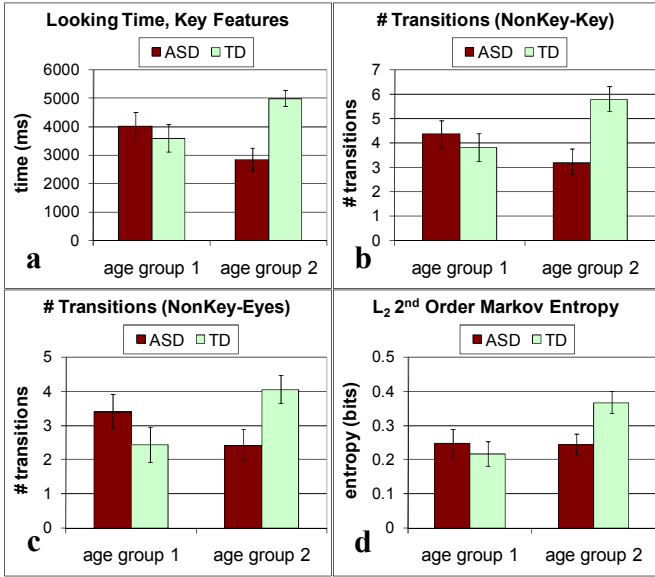 Looking Time, Key Features
ASD TD
6000
5000
4000
3000
2000
1000
0
time (ms)
age group 1 age group 2
a
# Transitions (NonKey-Key)
ASD TD
7
6
5
4
3
2
1
0
# transitions
age group 1 age group 2
b
# Transitions (NonKey-Eyes)
ASD TD
5
4
3
2
1
0
# transitions
age group 1 age group 2
c
L₂ 2ⁿᵈ Order Markov Entropy
ASD TD
0.5
0.4
0.3
0.2
0.1
0
entropy (bits)
age group 1 age group 2
d